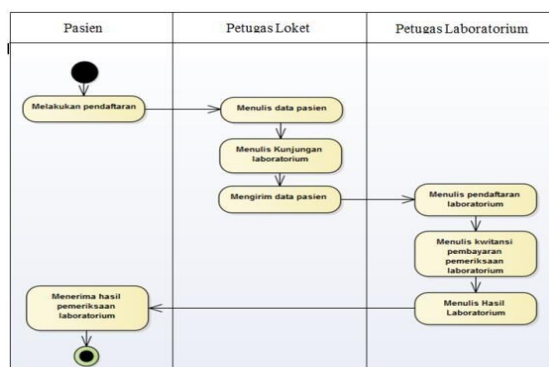 Pasien
Petugas Loket
Petugas Laboratorium
Melakukan pendaftaran
Menulis data pasien
Menulis Kunjungan
laboratorium
Mengirim data pasien
Menulis pendaftaran
laboratorium
Menulis kwitansi
pembayaran
pemeriksaan
laboratorium
Menulis Hasil
Laboratorium
Menerima hasil
pemeriksaan
laboratorium